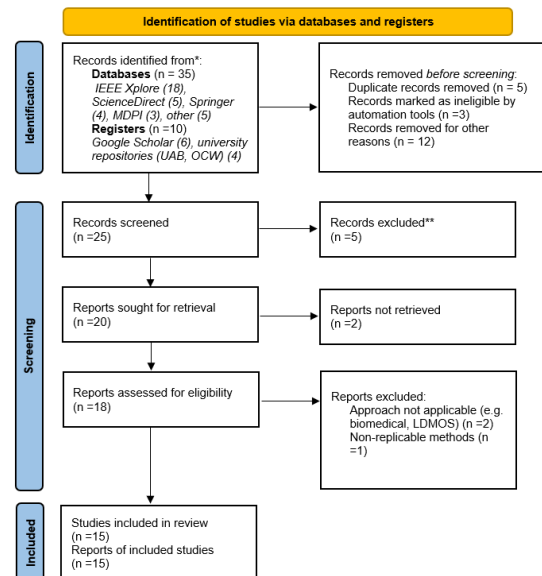 Identification of studies via databases and registers
Identification
Records identified from*:
Databases (n = 35)
IEEE Xplore (18),
ScienceDirect (5), Springer
(4), MDPI (3), other (5)
Registers (n =10)
Google Scholar (6), university
repositories (UAB, OCW) (4)
Records removed before screening:
Duplicate records removed (n = 5)
Records marked as ineligible by
automation tools (n =3)
Records removed for other
reasons (n = 12)
Screening
Records screened
(n =25)
Records excluded**
(n =5)
Reports sought for retrieval
(n =20)
Reports not retrieved
(n =2)
Reports assessed for eligibility
(n =18)
Reports excluded:
Approach not applicable (e.g.
biomedical, LDMOS) (n =2)
Non-replicable methods (n
=1)
Included
Studies included in review
(n =15)
Reports of included studies
(n =15)